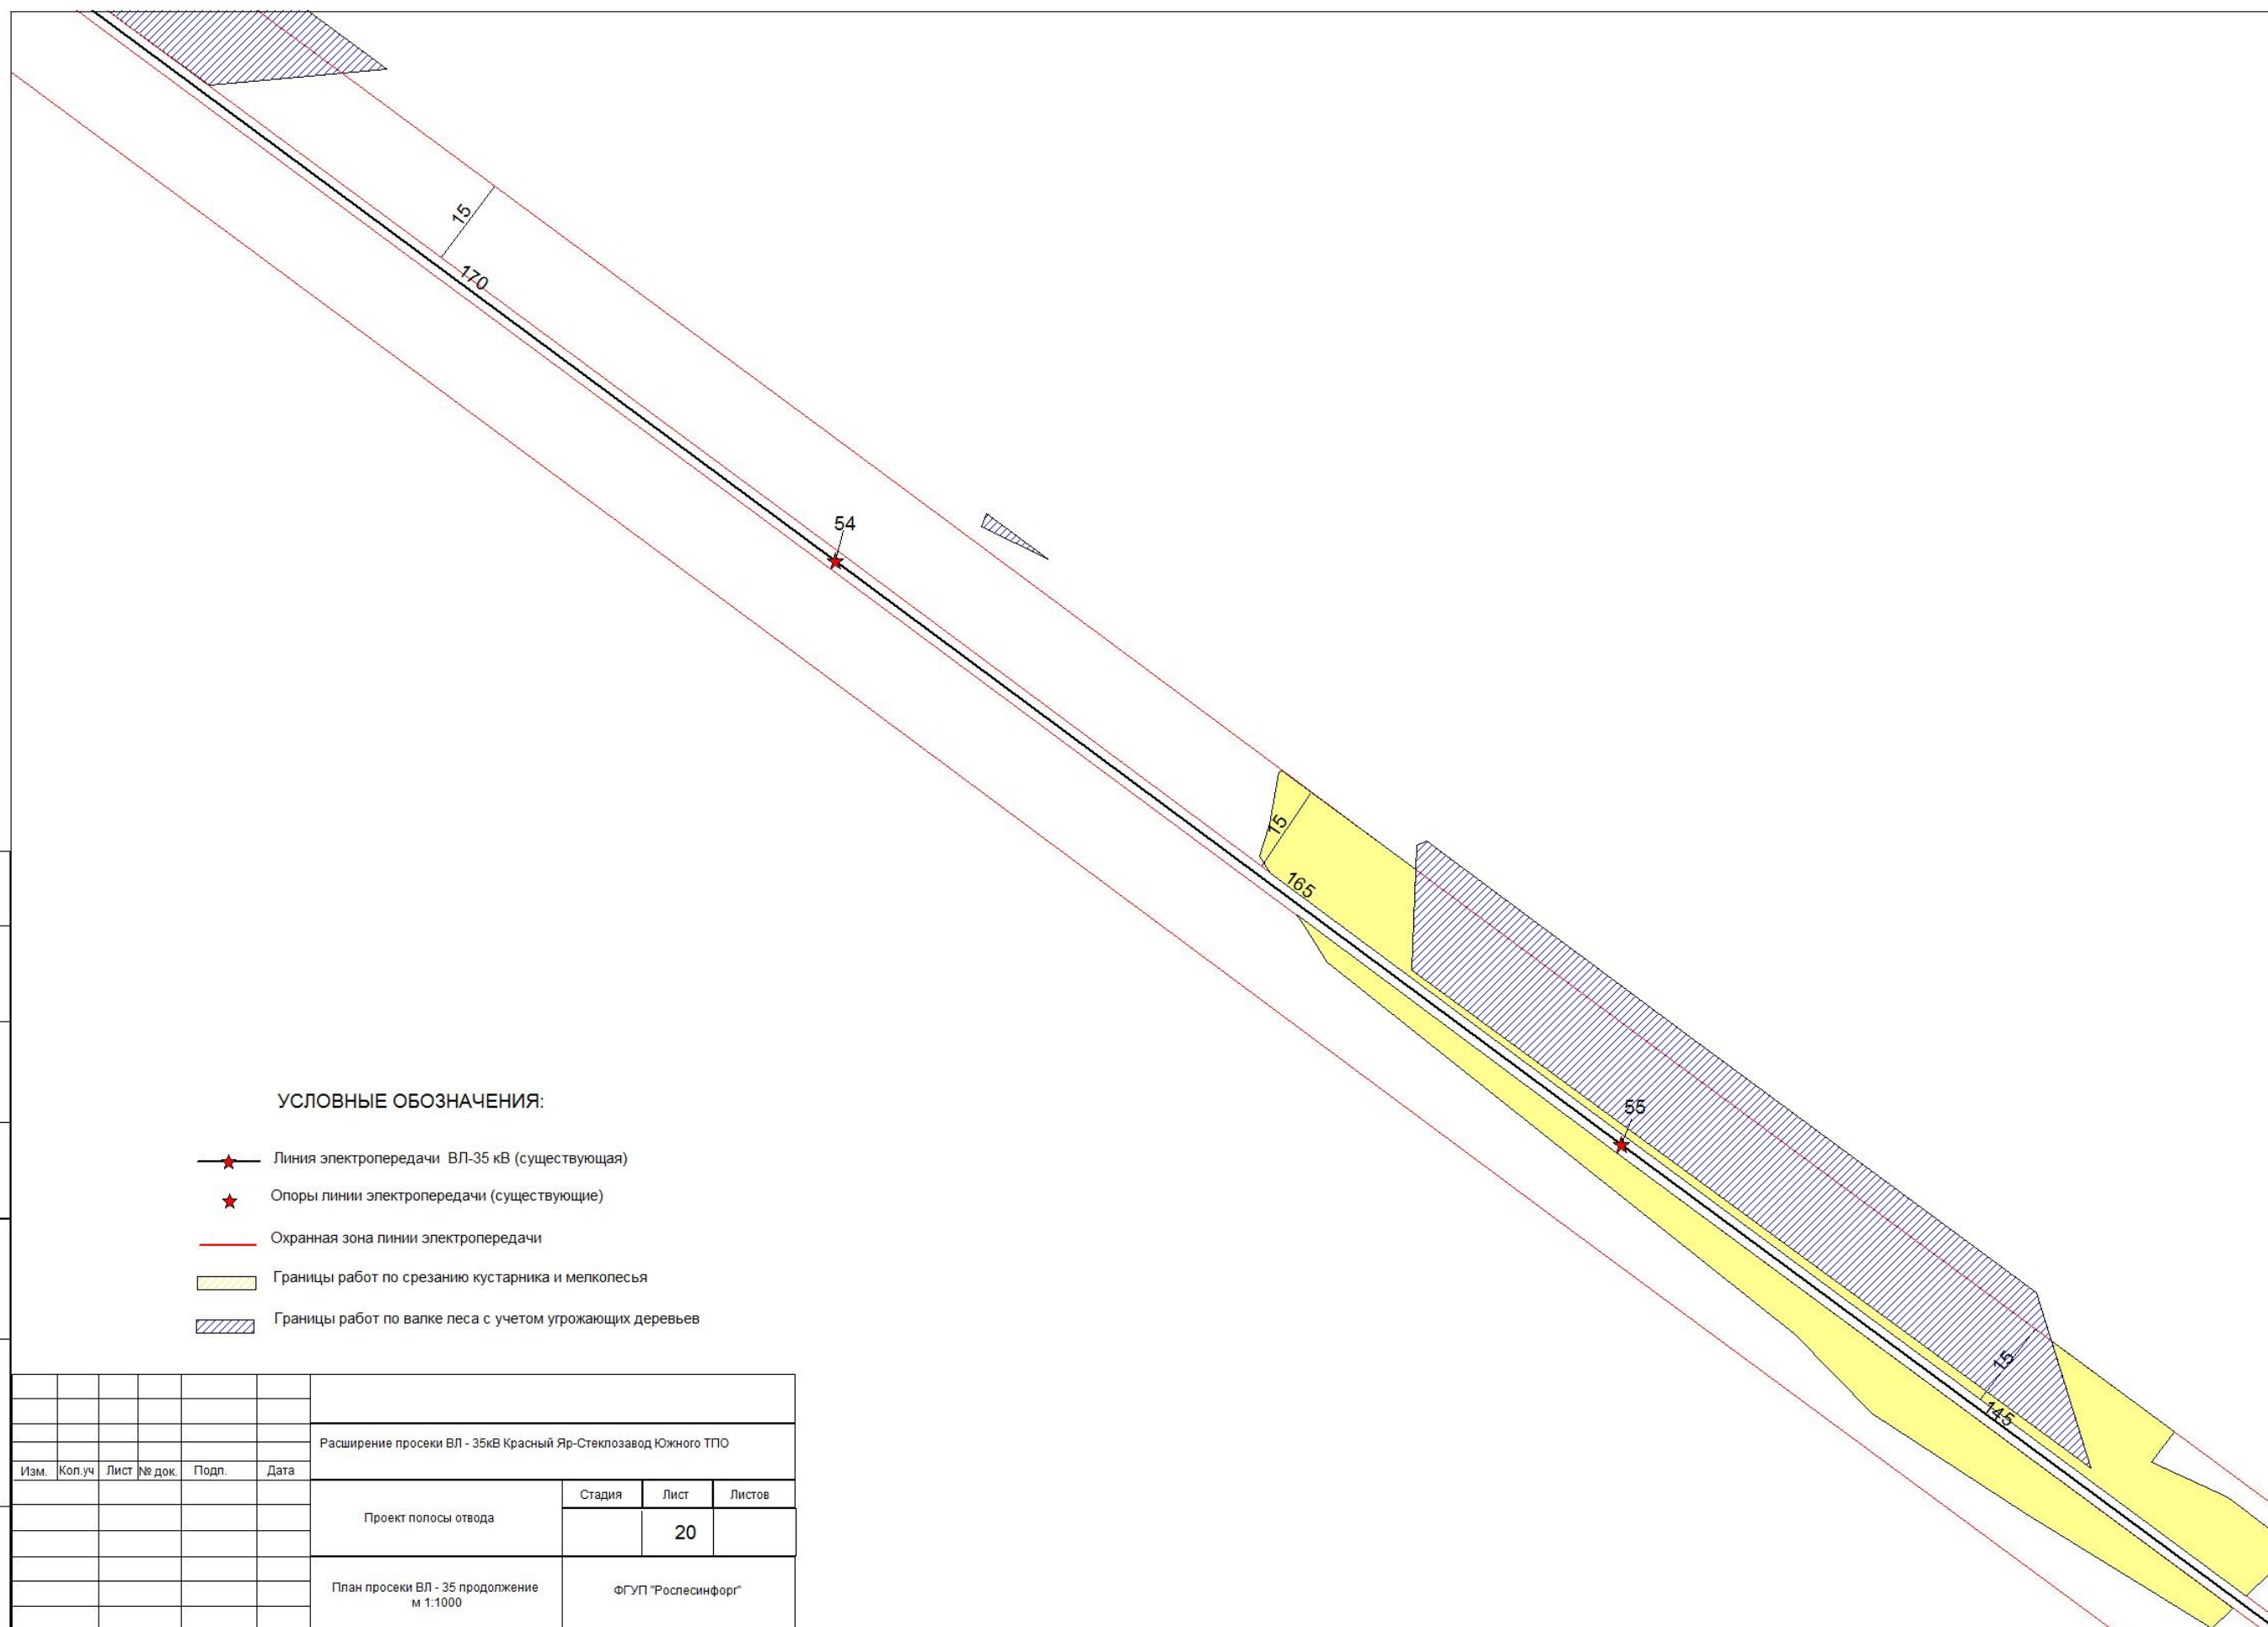 15
170
54
15
165
55
15
145
УСЛОВНЫЕ ОБОЗНАЧЕНИЯ:
Линия электропередачи ВЛ-35 кВ (существующая)
Опоры линии электропередачи (существующие)
Охранная зона линии электропередачи
Границы работ по срезанию кустарника и мелколесья
Границы работ по валке леса с учетом угрожающих деревьев
Расширение просеки ВЛ - 35кВ Красный Яр-Стеклозавод Южного ТПО
Изм. Кол.уч Лист № док. Подп. Дата
Стадия Лист Листов
Проект полосы отвода
20
План просеки ВЛ - 35 продолжение
м 1:1000
ФГУП "Рослесинфорг"